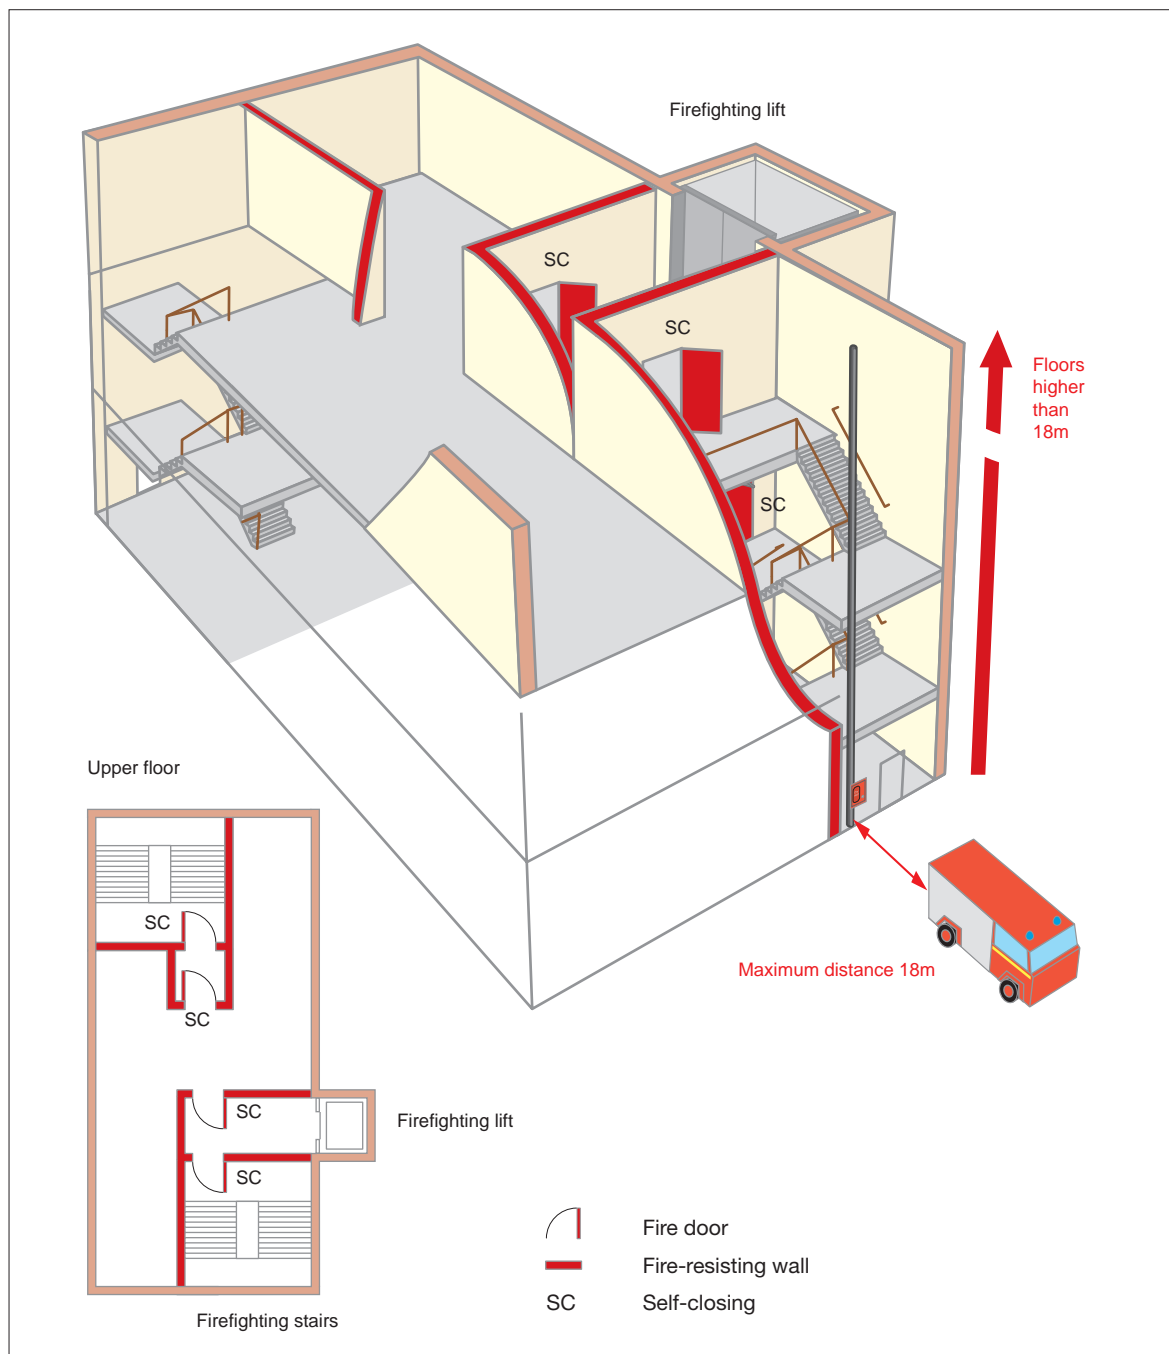 Firefighting lift
SC
SC
Floors
higher
than
18m
SC
Upper floor
SC
Maximum distance 18m
SC
SC
Firefighting lift
SC
Fire door
Fire-resisting wall
SC Self-closing
Firefighting stairs